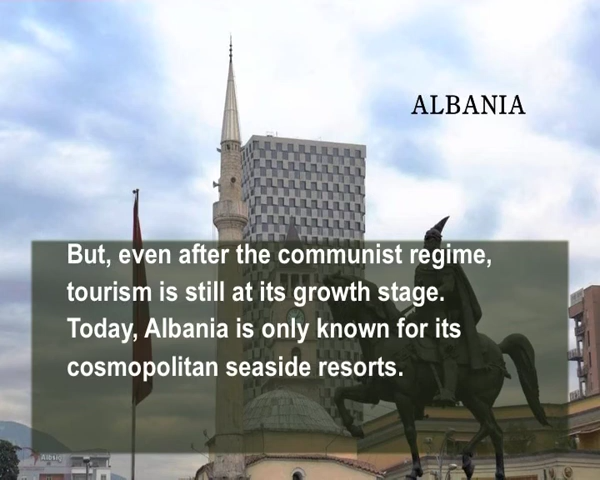 ALBANIA
But, even after the communist regime,
tourism is still at its growth stage.
Today, Albania is only known for its
cosmopolitan seaside resorts.